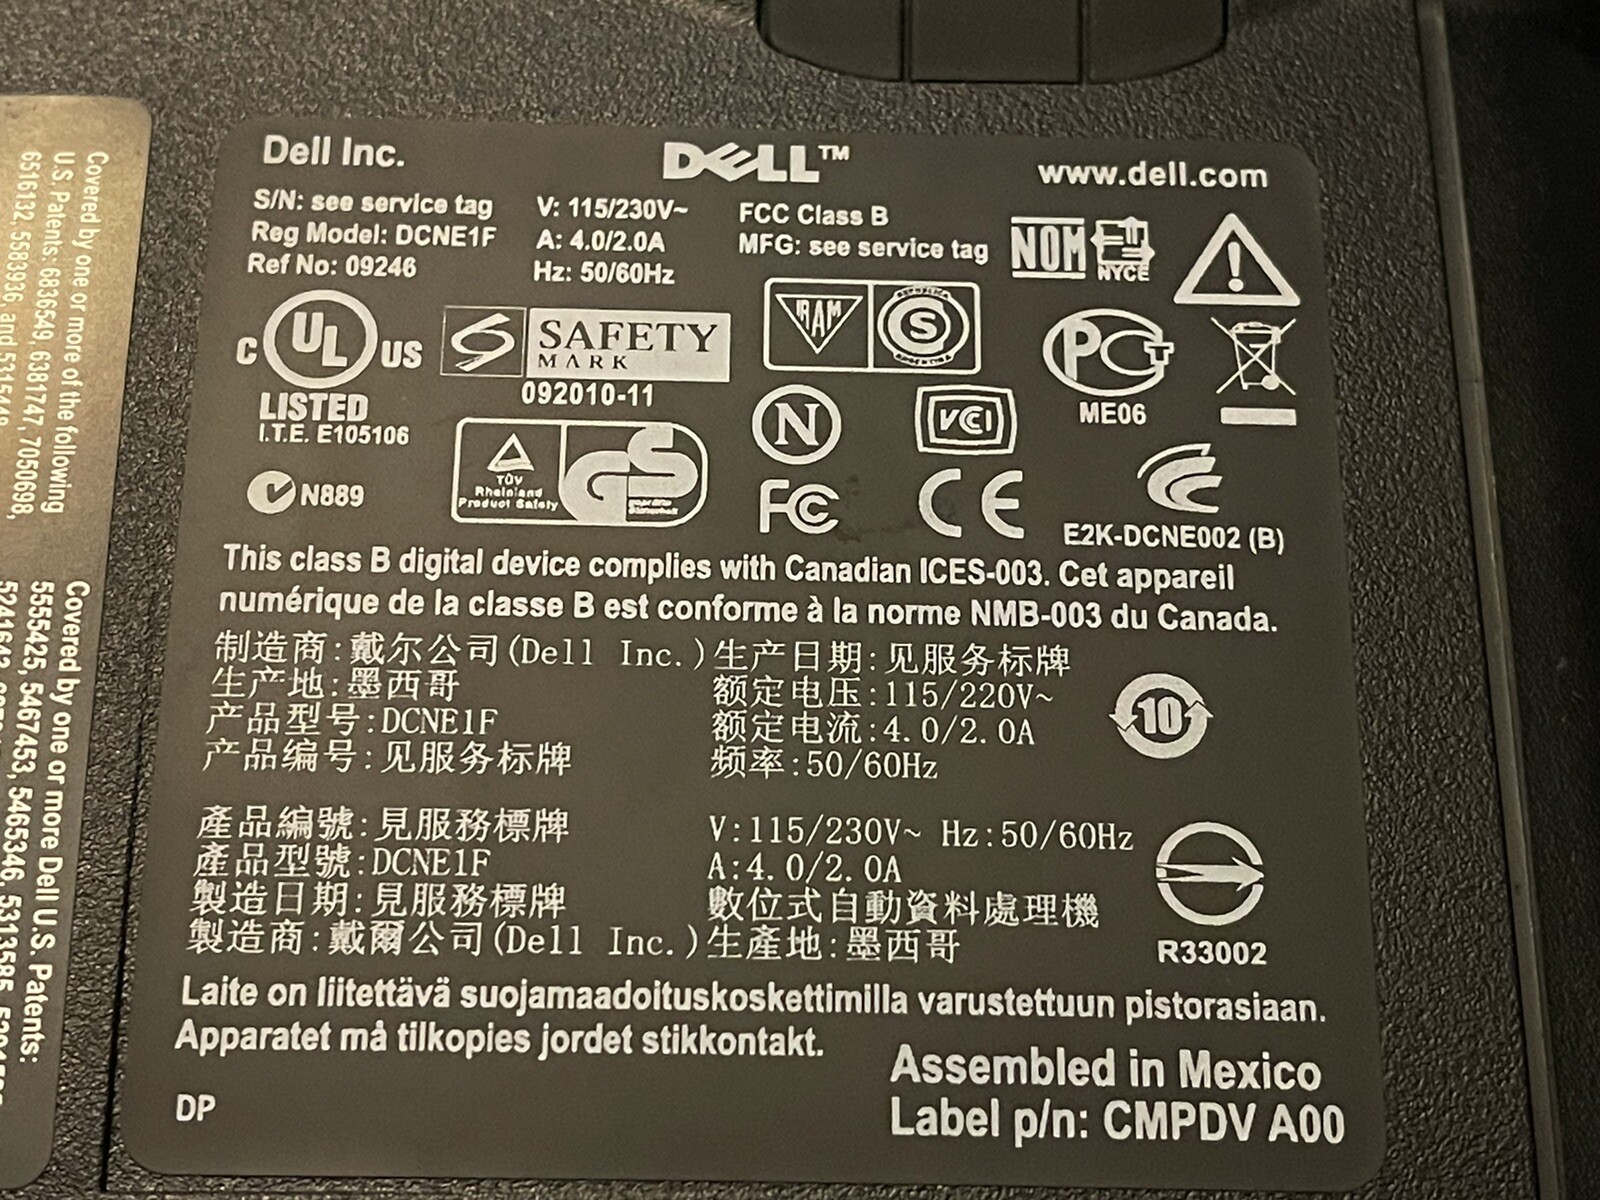 Dell Inc.
DELL™
www.dell.com
S/N: see service tag
Reg Model: DCNE1F
Ref No: 09246
V: 115/230V~
A: 4.0/2.0A
Hz: 50/60Hz
FCC Class B
MFG: see service tag
NOM
NYCE
C UL US
LISTED
I.T.E. E105106
SAFETY
MARK
092010-11
IRAM
S
PCT
ME06
N889
TÜV
Rheinland
Product Safety
GS
N
VCI
FC
CE
E2K-DCNE002 (B)
This class B digital device complies with Canadian ICES-003. Cet appareil
numérique de la classe B est conforme à la norme NMB-003 du Canada.
制造商:戴尔公司(Dell Inc.)生产日期:见服务标牌
生产地:墨西哥 额定电压:115/220V~
产品型号:DCNE1F 额定电流:4.0/2.0A
产品编号:见服务标牌 频率:50/60Hz
10
產品編號:見服務標牌 V:115/230V~ Hz:50/60Hz
產品型號:DCNE1F A:4.0/2.0A
製造日期:見服務標牌 數位式自動資料處理機
製造商:戴爾公司(Dell Inc.)生產地:墨西哥
R33002
Laite on liitettävä suojamaadoituskoskettimilla varustettuun pistorasiaan.
Apparatet må tilkopies jordet stikkontakt.
DP
Assembled in Mexico
Label p/n: CMPDV A00
Covered by one or more of the following
U.S. Patents: 6836549, 6381747, 7050698,
6516132, 5583936, and 5315448
Covered by one or more Dell U.S. Patents:
5555425, 5467453, 5465346, 5313585,
5241643,